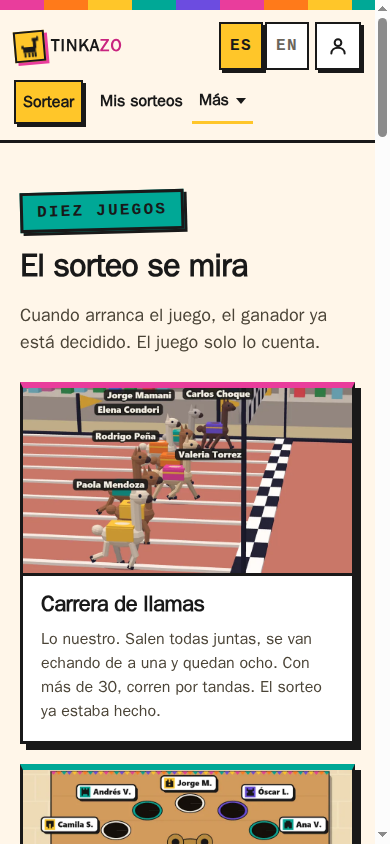 TINKAZO
ES EN
Sortear Mis sorteos Más
DIEZ JUEGOS
El sorteo se mira
Cuando arranca el juego, el ganador ya
está decidido. El juego solo lo cuenta.
Jorge Mamani Carlos Choque
Elena Condori
Rodrigo Peña
Valeria Torrez
Paola Mendoza
Carrera de llamas
Lo nuestro. Salen todas juntas, se van
echando de a una y quedan ocho. Con
más de 30, corren por tandas. El sorteo
ya estaba hecho.
Jorge M.
Andrés V. Óscar L.
Camila S. Ana V.